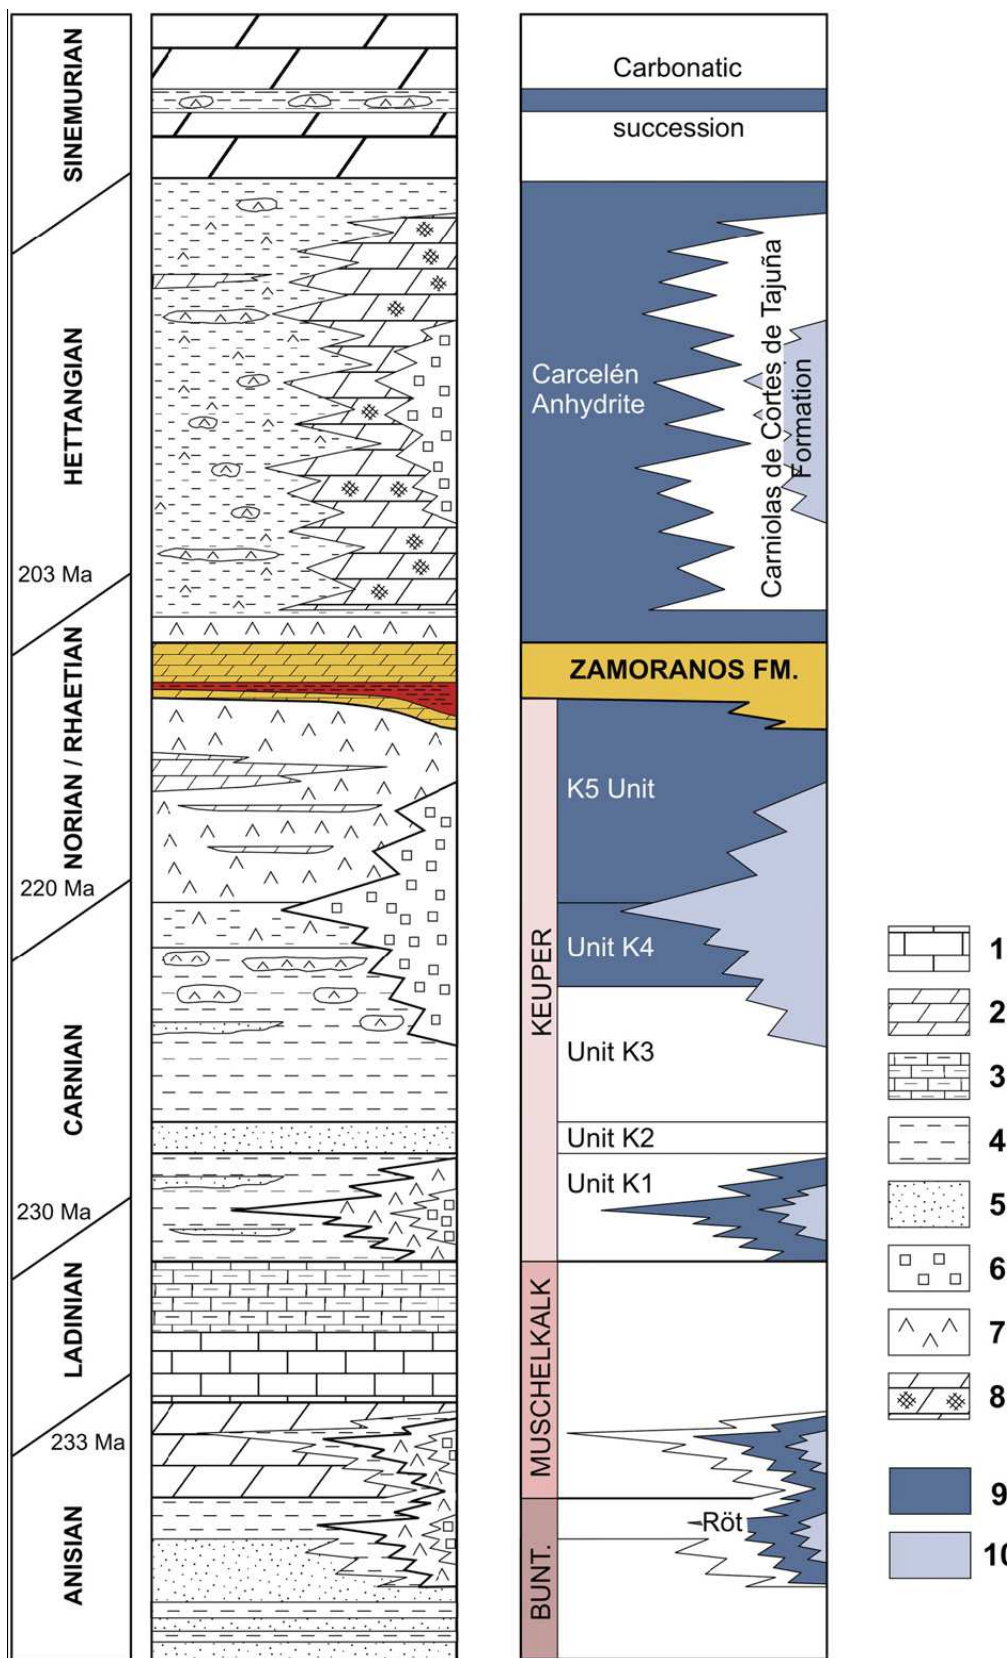 SINEMURIAN
HETTANGIAN
203 Ma
NORIAN / RHAETIAN
220 Ma
CARNIAN
230 Ma
LADINIAN
233 Ma
ANISIAN
Carbonatic
succession
Carcelén
Anhydrite
Carniolas de Cortes de Tajuña
Formation
ZAMORANOS FM.
KEUPER
K5 Unit
Unit K4
Unit K3
Unit K2
Unit K1
MUSCHELKALK
BUNT.
Röt
1
2
3
4
5
6
7
8
9
10